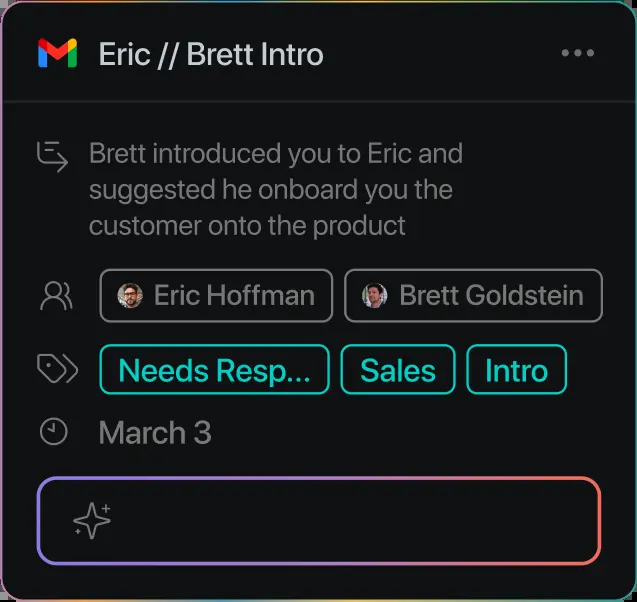 Eric // Brett Intro
Brett introduced you to Eric and
suggested he onboard you the
customer onto the product
Eric Hoffman Brett Goldstein
Needs Resp... Sales Intro
March 3